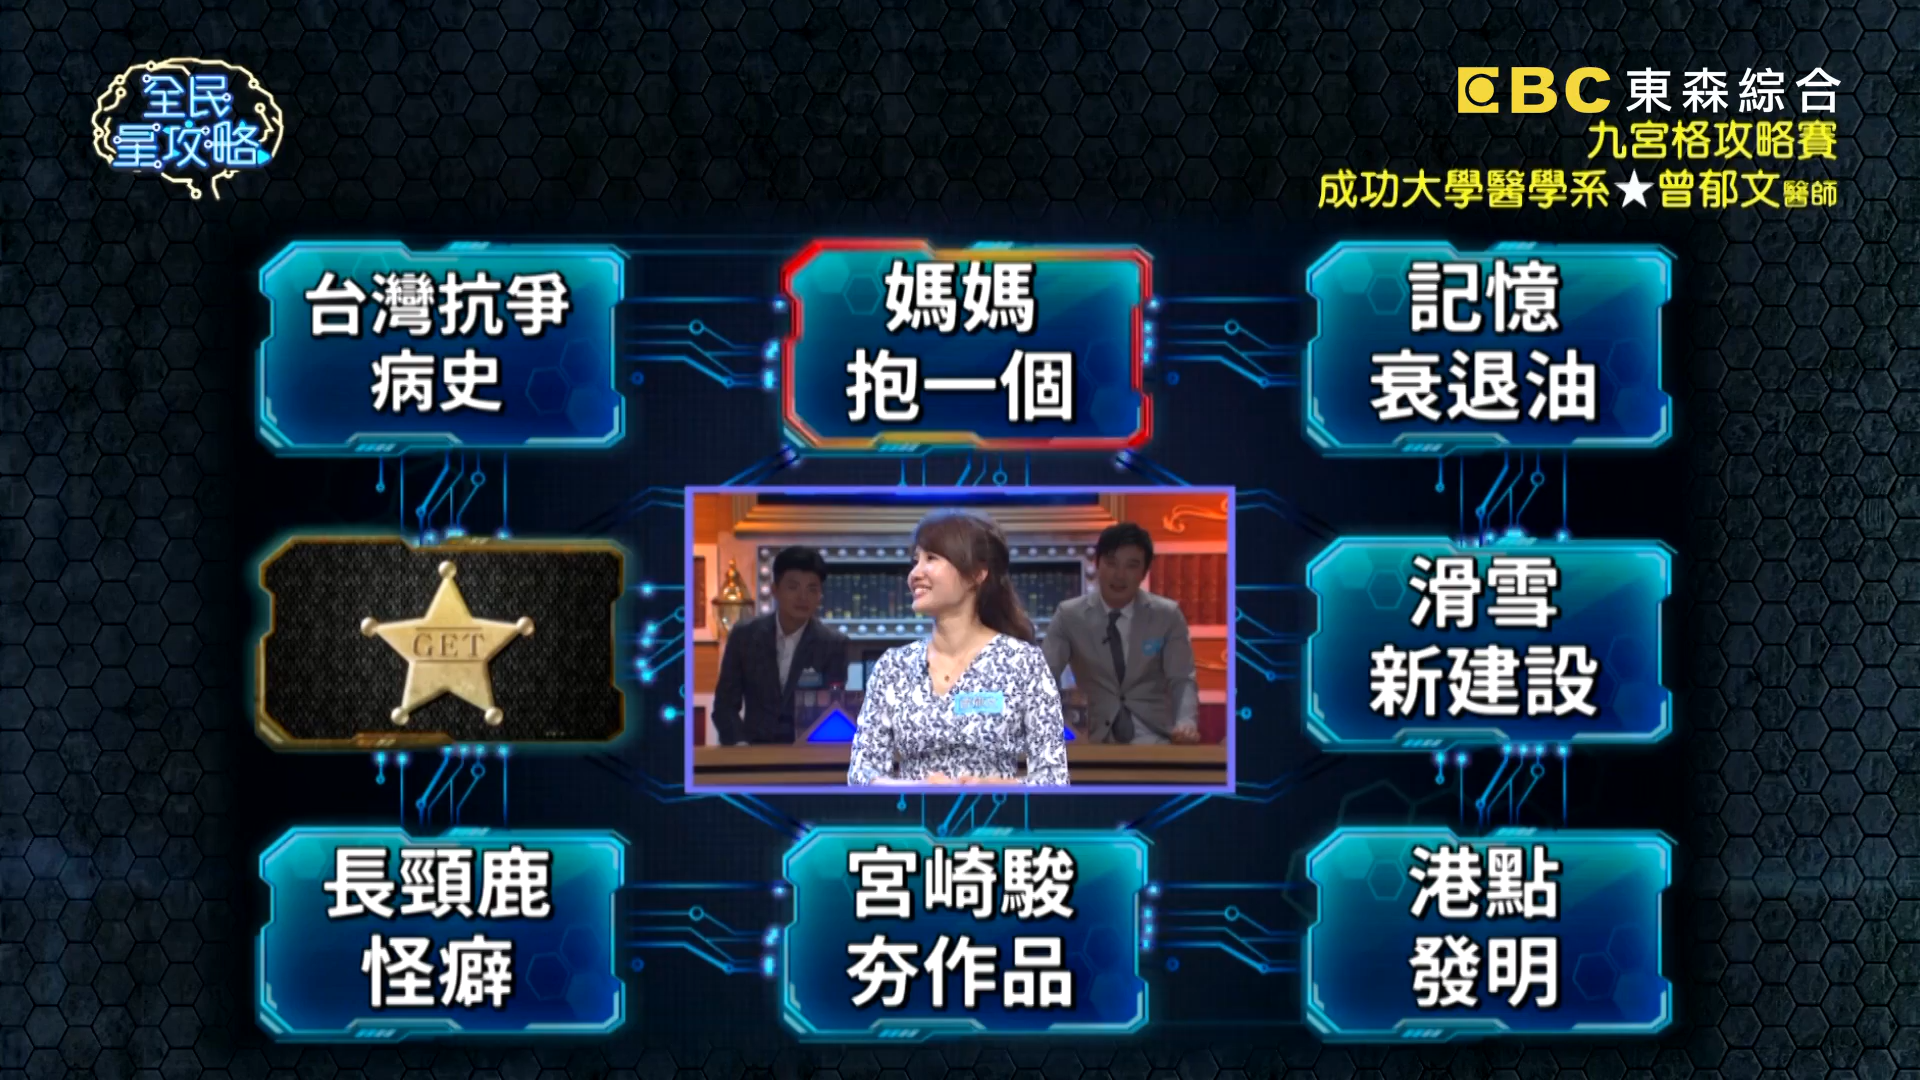 全民
星攻略
EBC 東森綜合
九宮格攻略賽
成功大學醫學系★曾郁文醫師
台灣抗爭
病史
媽媽
抱一個
記憶
衰退油
GET
滑雪
新建設
長頸鹿
怪癖
宮崎駿
夯作品
港點
發明